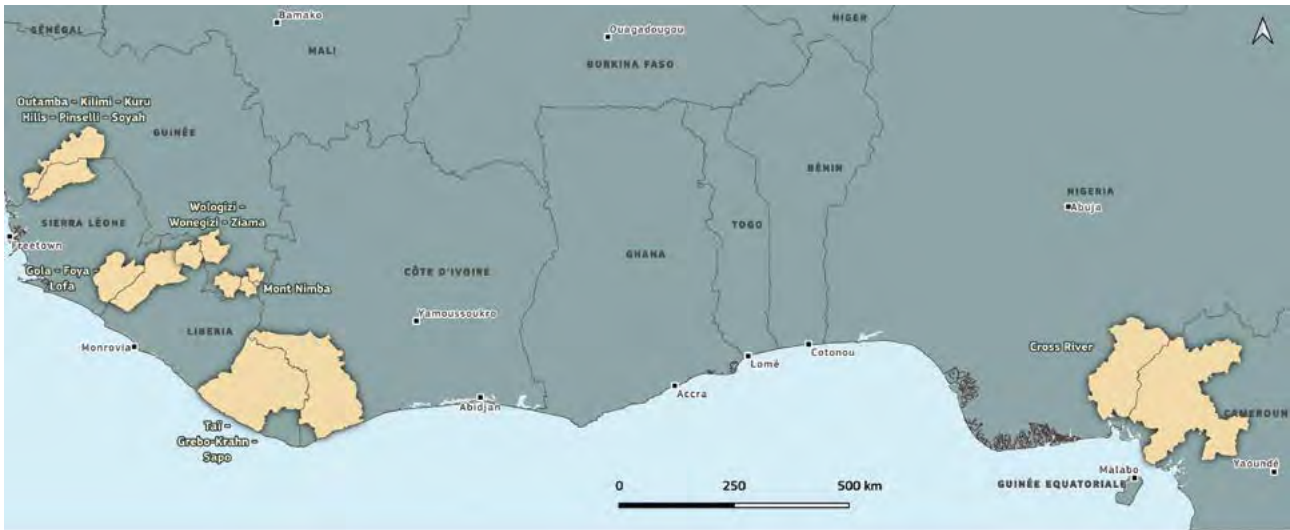 Bamako
SÉNÉGAL
MALI
Ouagadougou
BURKINA FASO
NIGER
Outamba - Kilimi - Kuru
Hills - Pinselli - Soyah
GUINÉE
BÉNIN
NIGERIA
Abuja
Wologizi -
Wonegizi - Ziama
SIERRA LÉONE
Freetown
TOGO
GHANA
CÔTE D'IVOIRE
Gola - Foya -
Lofa
Mont Nimba
Yamoussoukro
LIBERIA
Monrovia
Cotonou
Lomé
Cross River
Accra
Abidjan
CAMEROUN
Taï -
Grebo-Krahn -
Sapo
Yaoundé
Malabo
GUINÉE EQUATORIALE
0 250 500 km